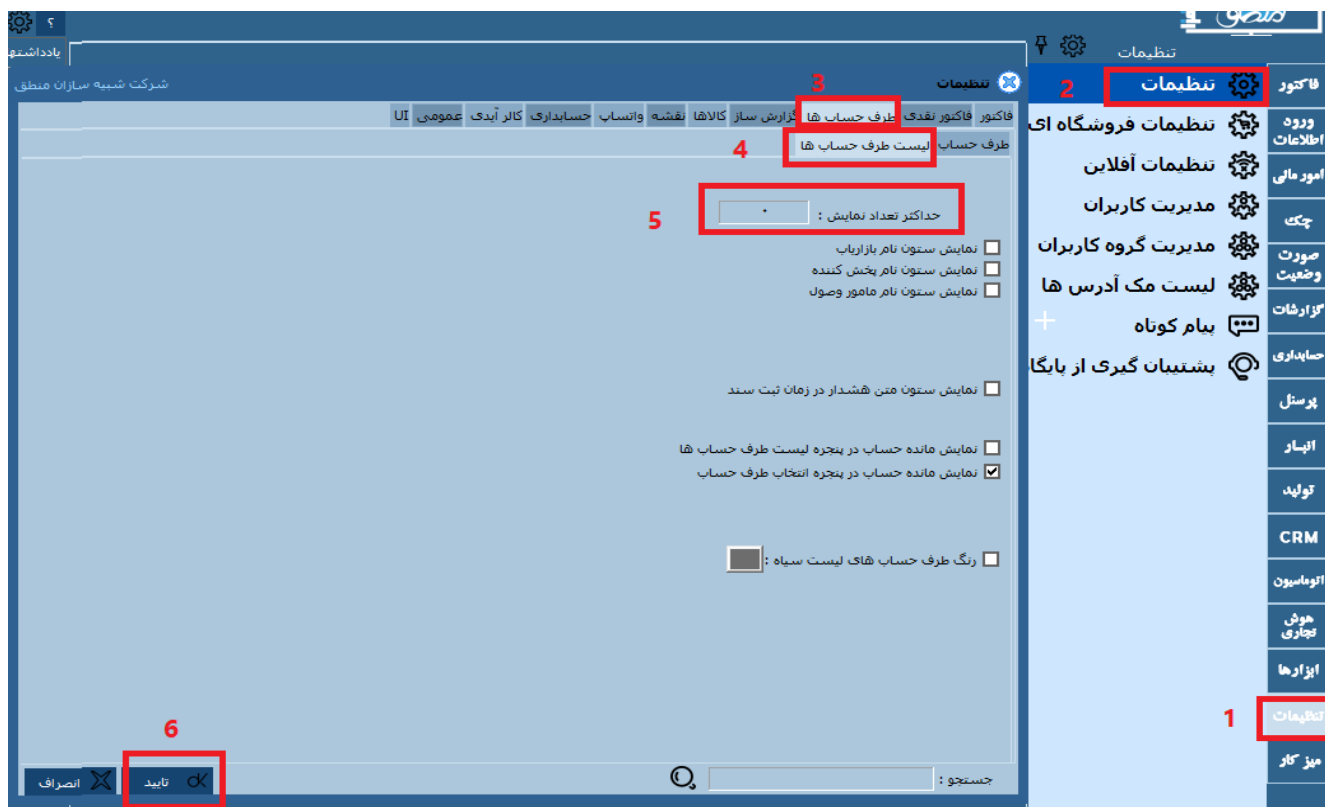 ؟
تنظیمات
یادداشتها
شرکت شبیه سازان منطق
تنظیمات
3
فاکتور فاکتور نقدی طرف حساب ها گزارش ساز کالاها نقشه واتساپ حسابداری کالر آیدی عمومی UI
طرف حساب لیست طرف حساب ها
4
حداکثر تعداد نمایش : ۰
5
نمایش ستون نام بازاریاب
نمایش ستون نام پخش کننده
نمایش ستون نام مامور وصول
نمایش ستون متن هشدار در زمان ثبت سند
نمایش مانده حساب در پنجره لیست طرف حساب ها
نمایش مانده حساب در پنجره انتخاب طرف حساب
رنگ طرف حساب های لیست سیاه :
جستجو :
6
تایید
انصراف
تنظیمات
2
تنظیمات فروشگاه ای
تنظیمات آفلاین
مدیریت کاربران
مدیریت گروه کاربران
لیست مک آدرس ها
پیام کوتاه
پشتیبان گیری از پایگا
فاکتور
ورود
اطلاعات
امور مالی
چک
صورت
وضعیت
گزارشات
حسابداری
پرسنل
انبار
تولید
CRM
اتوماسیون
هوش
تجاری
ابزارها
تنظیمات
1
میز کار